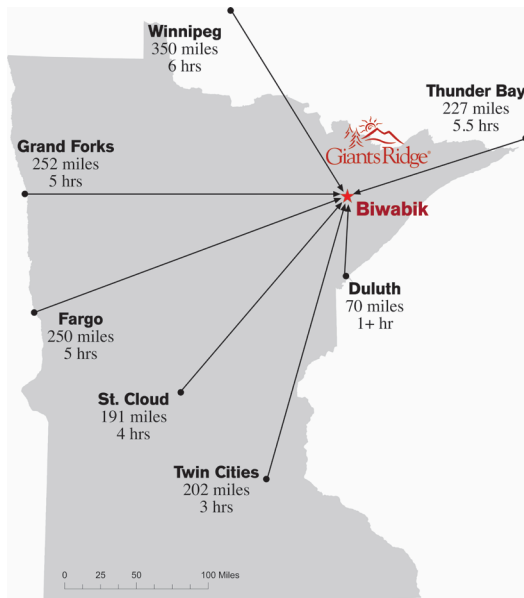 Winnipeg
350 miles
6 hrs
Thunder Bay
227 miles
5.5 hrs
Grand Forks
252 miles
5 hrs
GiantsRidge®
Biwabik
Duluth
70 miles
1+ hr
Fargo
250 miles
5 hrs
St. Cloud
191 miles
4 hrs
Twin Cities
202 miles
3 hrs
0 25 50 100 Miles